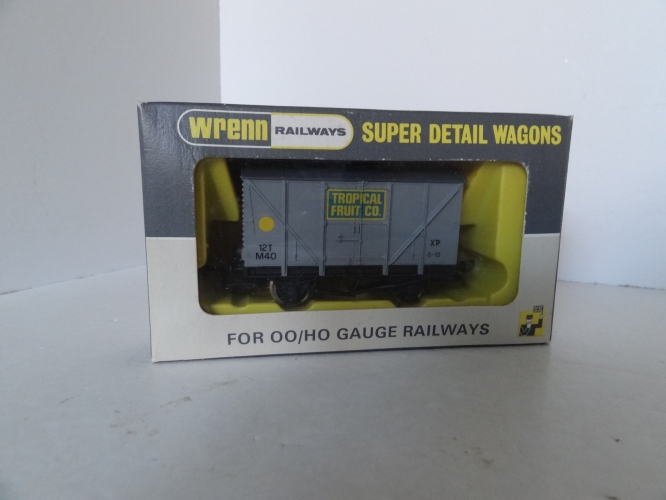 wrenn RAILWAYS SUPER DETAIL WAGONS
TROPICAL
FRUIT CO.
12T
M40
XP
FOR OO/HO GAUGE RAILWAYS